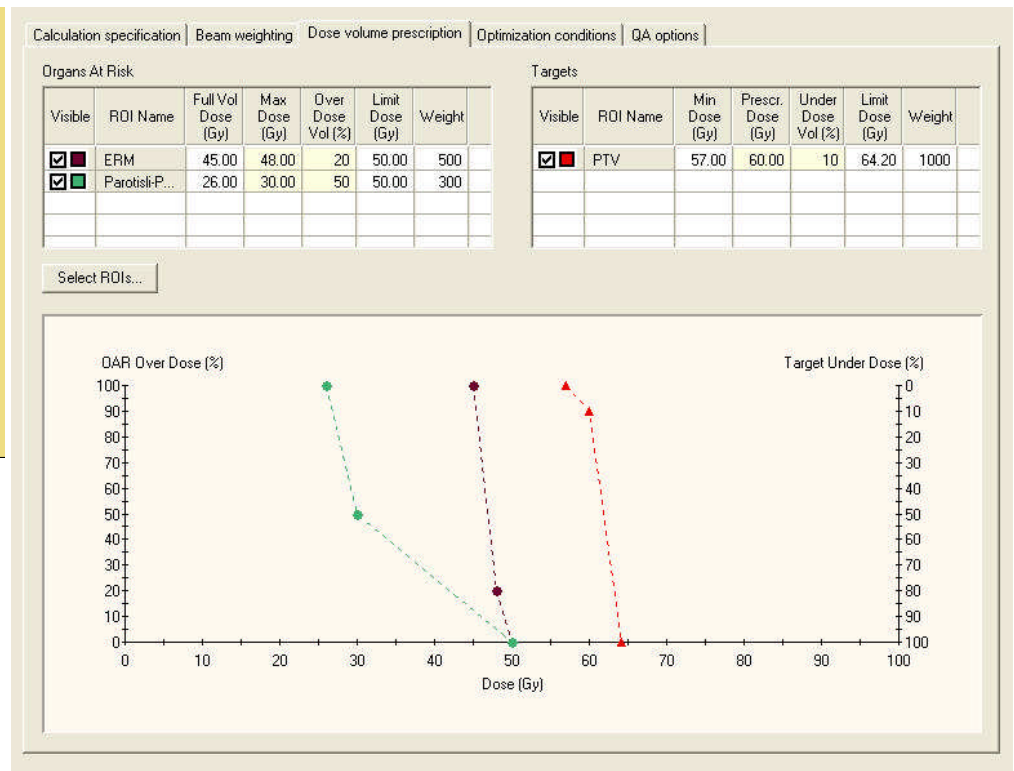 Calculation specification Beam weighting Dose volume prescription Optimization conditions QA options
Organs At Risk
Visible ROI Name Full Vol Dose (Gy) Max Dose (Gy) Over Dose Vol (%) Limit Dose (Gy) Weight
ERM 45.00 48.00 20 50.00 500
Parotisli-P... 26.00 30.00 50 50.00 300
Targets
Visible ROI Name Min Dose (Gy) Prescr. Dose (Gy) Under Dose Vol (%) Limit Dose (Gy) Weight
PTV 57.00 60.00 10 64.20 1000
Select ROIs...
OAR Over Dose (%)
Target Under Dose (%)
100 0
90 10
80 20
70 30
60 40
50 50
40 60
30 70
20 80
10 90
0 100
0 10 20 30 40 50 60 70 80 90 100
Dose (Gy)